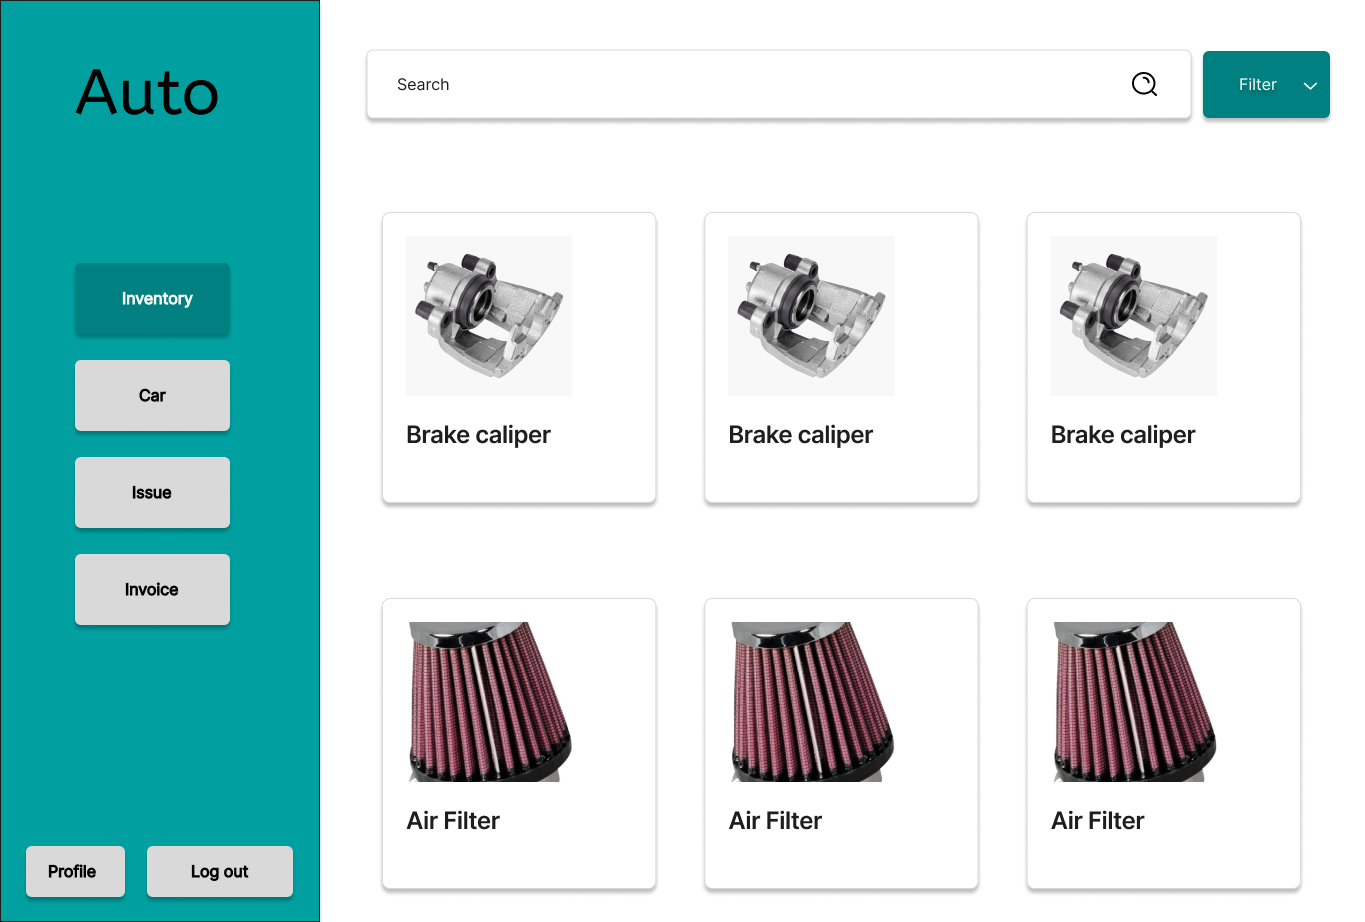 Auto
Inventory
Car
Issue
Invoice
Profile
Log out
Search
Filter
Brake caliper
Brake caliper
Brake caliper
Air Filter
Air Filter
Air Filter